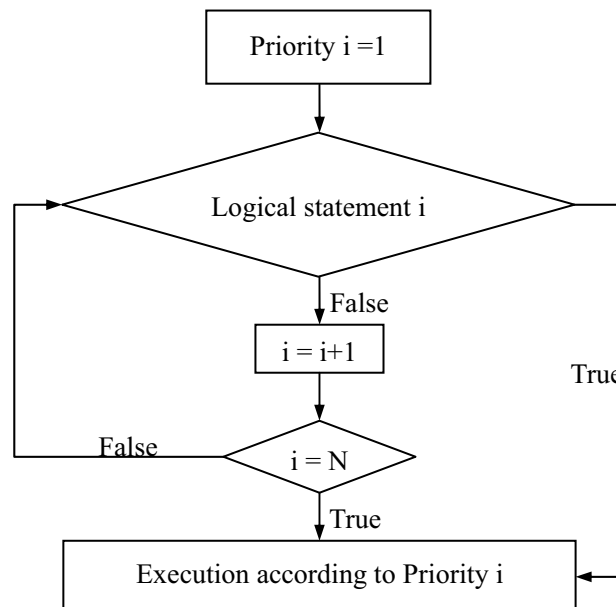 Priority i =1
Logical statement i
False
i = i+1
True
False
i = N
True
Execution according to Priority i